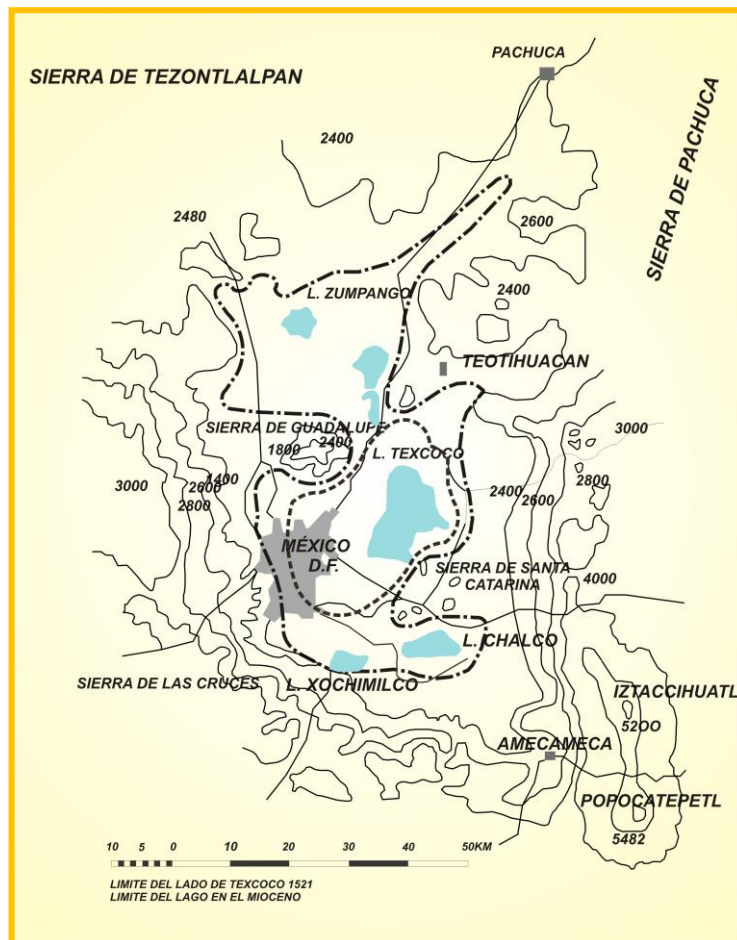 PACHUCA
SIERRA DE TEZONTLALPAN
SIERRA DE PACHUCA
2400
2480
2600
2400
L. ZUMPANGO
TEOTIHUACAN
SIERRA DE GUADALUPE
2400
1800
L. TEXCOCO
3000
3000
2600
1400
2800
2400
2600
2800
MÉXICO
D.F.
SIERRA DE SANTA
CATARINA
4000
L. CHALCO
SIERRA DE LAS CRUCES
L. XOCHIMILCO
IZTACCIHUATL
52OO
AMECAMECA
POPOCATEPETL
5482
10 5 0 10 20 30 40 50KM
LIMITE DEL LADO DE TEXCOCO 1521
LIMITE DEL LAGO EN EL MIOCENO